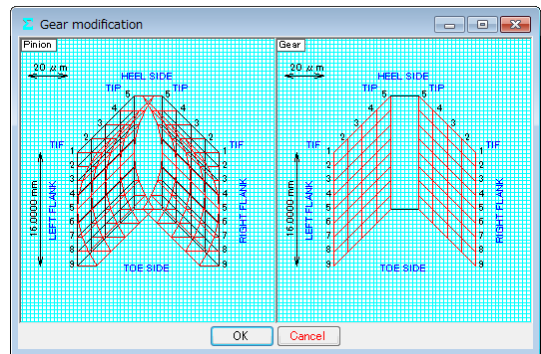 Σ Gear modification
Pinion
20 μm
HEEL SIDE
TIP 5 5 TIP
4 4
3 3
2 2
TIF 1 1 TIF
2 2
3 3
4 4
5 5
6 6
7 7
8 8
9 9
16.0000 mm
LEFT FLANK
RIGHT FLANK
TOE SIDE
Gear
20 μm
HEEL SIDE
TIP 5 5 TIP
4 4
3 3
2 2
TIF 1 1 TIF
2 2
3 3
4 4
5 5
6 6
7 7
8 8
9 9
16.0000 mm
LEFT FLANK
RIGHT FLANK
TOE SIDE
OK Cancel